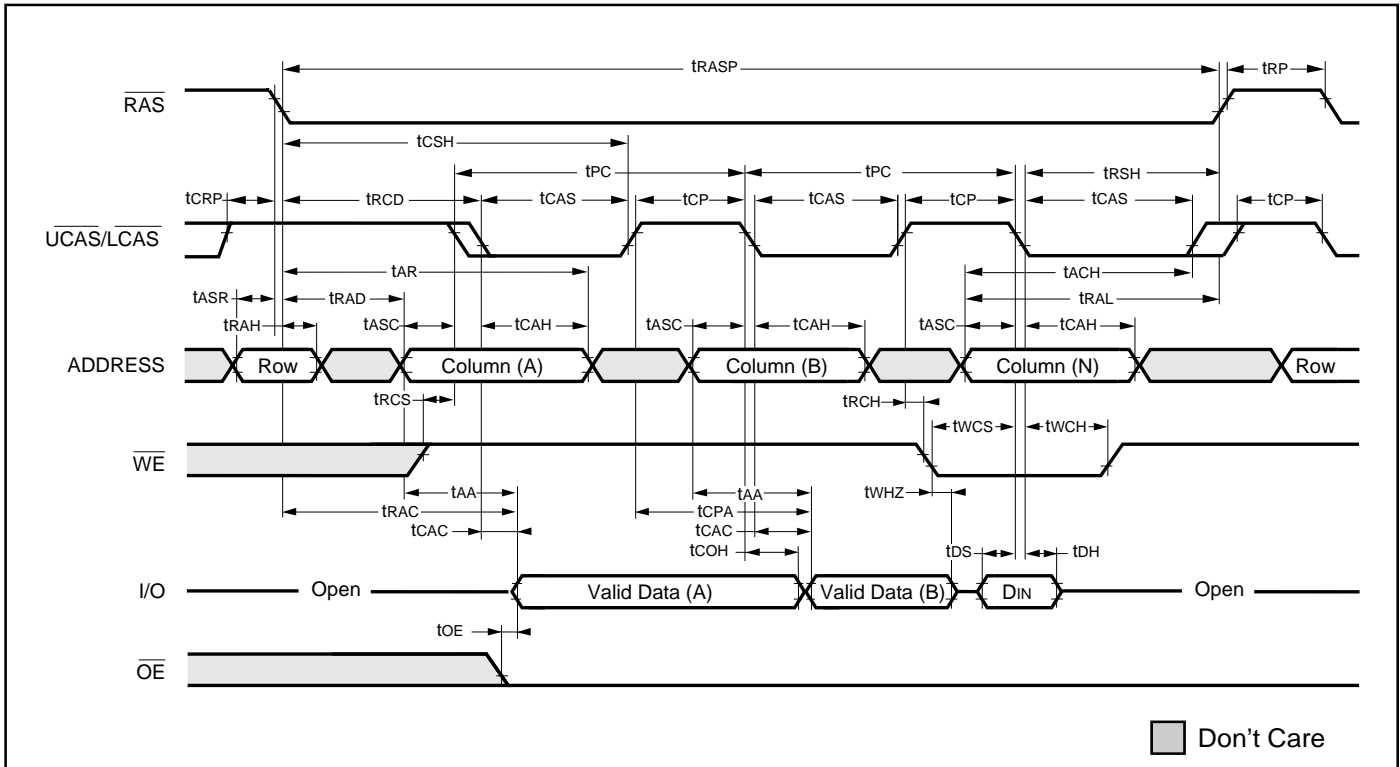 tRASP tRP
RAS
tCSH
tPC tPC tRSH
tCRP tRCD tCAS tCP tCAS tCP tCAS tCP
UCAS/LCAS
tAR tACH
tASR tRAD tRAL
tRAH tASC tCAH tASC tCAH tASC tCAH
ADDRESS Row Column (A) Column (B) Column (N) Row
tRCS tRCH
tWCS tWCH
WE
tAA tAA tWHZ
tRAC tCPA
tCAC tCAC
tCOH tDS tDH
I/O Open Valid Data (A) Valid Data (B) DIN Open
tOE
OE
Don't Care